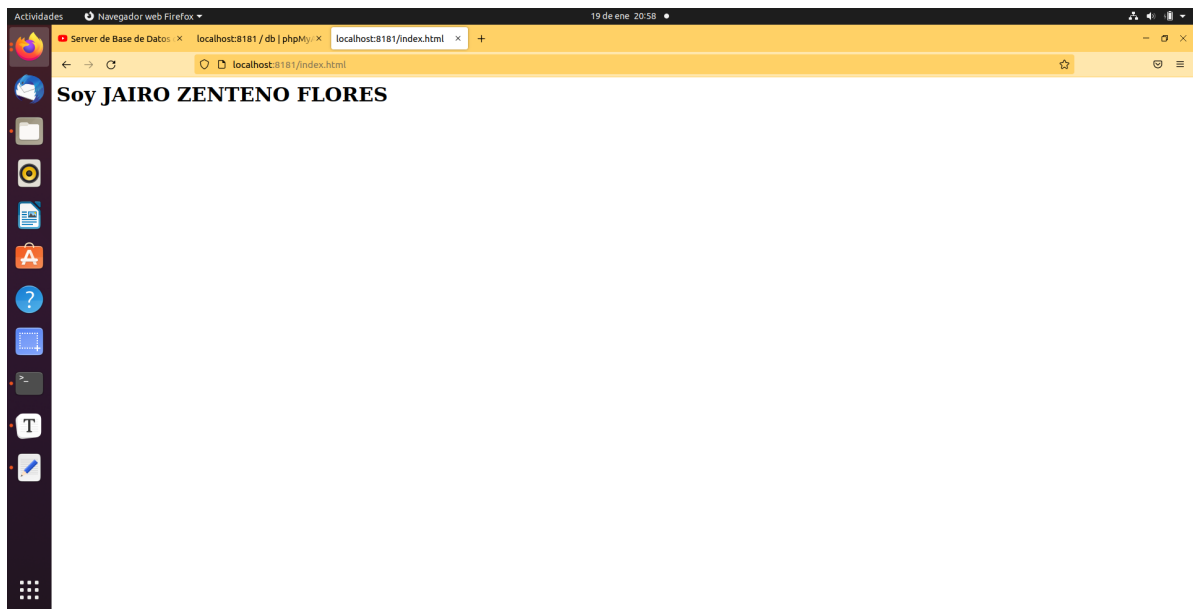 Actividades Navegador web Firefox 19 de ene 20:58
Server de Base de Datos localhost:8181 / db | phpMyA localhost:8181/index.html
localhost:8181/index.html
Soy JAIRO ZENTENO FLORES